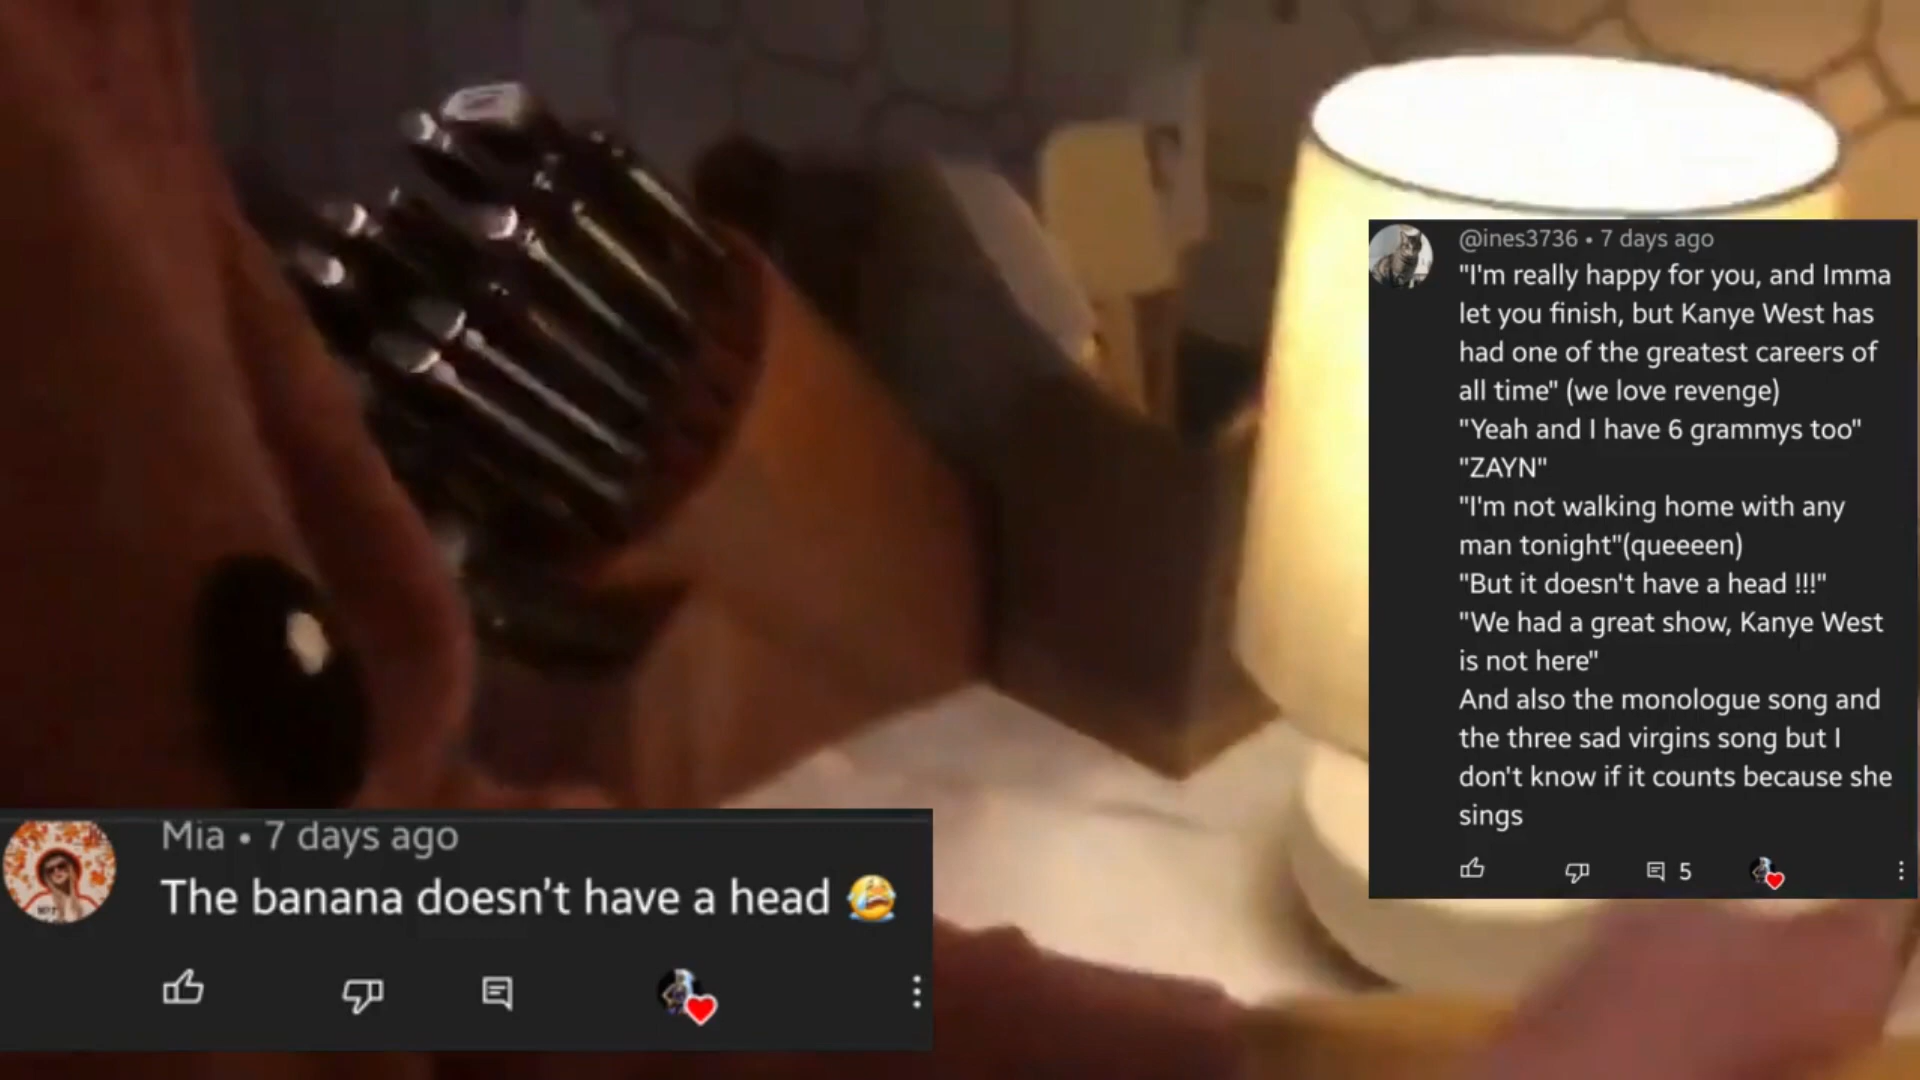 @ines3736 • 7 days ago
"I'm really happy for you, and Imma
let you finish, but Kanye West has
had one of the greatest careers of
all time" (we love revenge)
"Yeah and I have 6 grammys too"
"ZAYN"
"I'm not walking home with any
man tonight"(queeeen)
"But it doesn't have a head !!!"
"We had a great show, Kanye West
is not here"
And also the monologue song and
the three sad virgins song but I
don't know if it counts because she
sings
5
Mia • 7 days ago
The banana doesn't have a head 😭